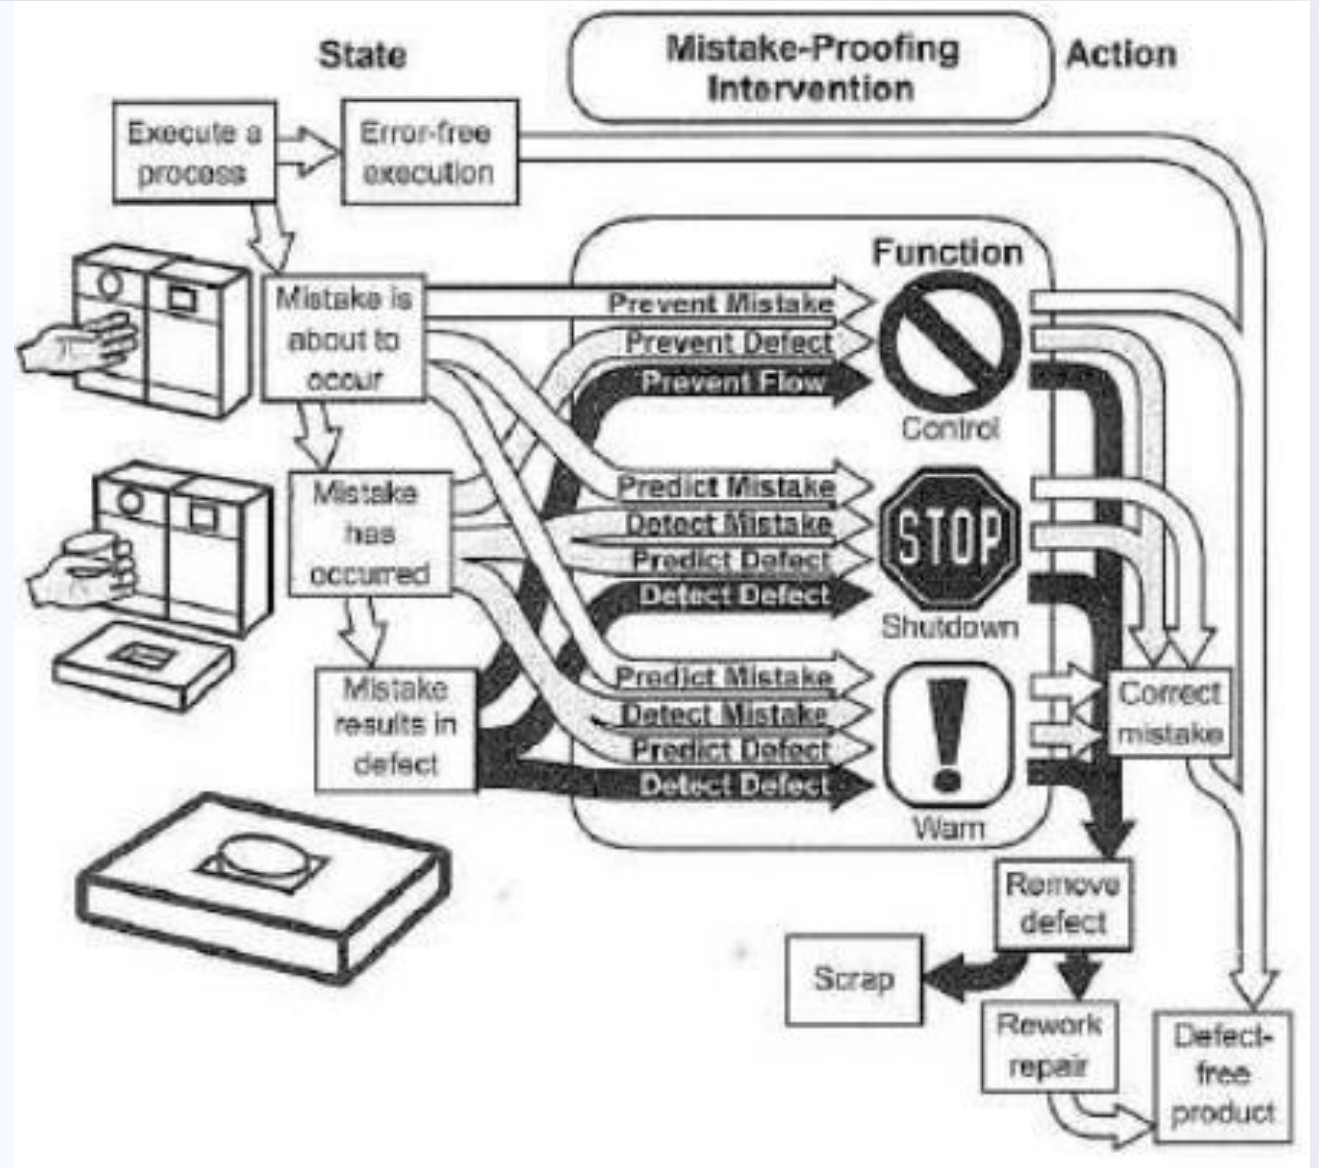 State
Mistake-Proofing
Intervention
Action
Execute a
process
Error-free
execution
Function
Mistake is
about to
occur
Prevent Mistake
Prevent Defect
Prevent Flow
Control
Mistake
has
occurred
Predict Mistake
Detect Mistake
Predict Defect
Detect Defect
STOP
Shutdown
Mistake
results in
defect
Predict Mistake
Detect Mistake
Predict Defect
Detect Defect
!
Warn
Correct
mistake
Remove
defect
Scrap
Rework
repair
Defect-
free
product